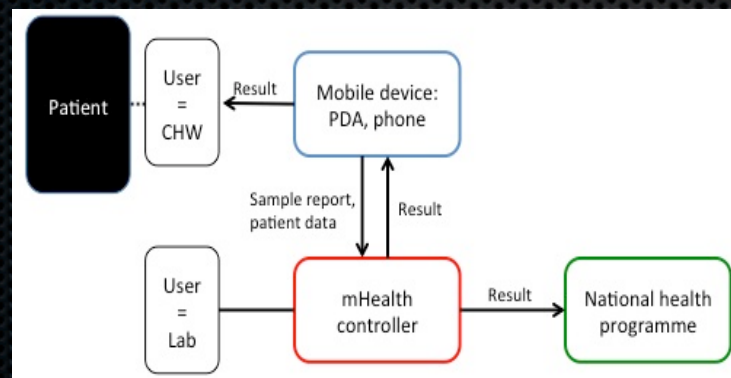 Patient
User
=
CHW
Result
Mobile device:
PDA, phone
Sample report,
patient data
Result
User
=
Lab
mHealth
controller
Result
National health
programme